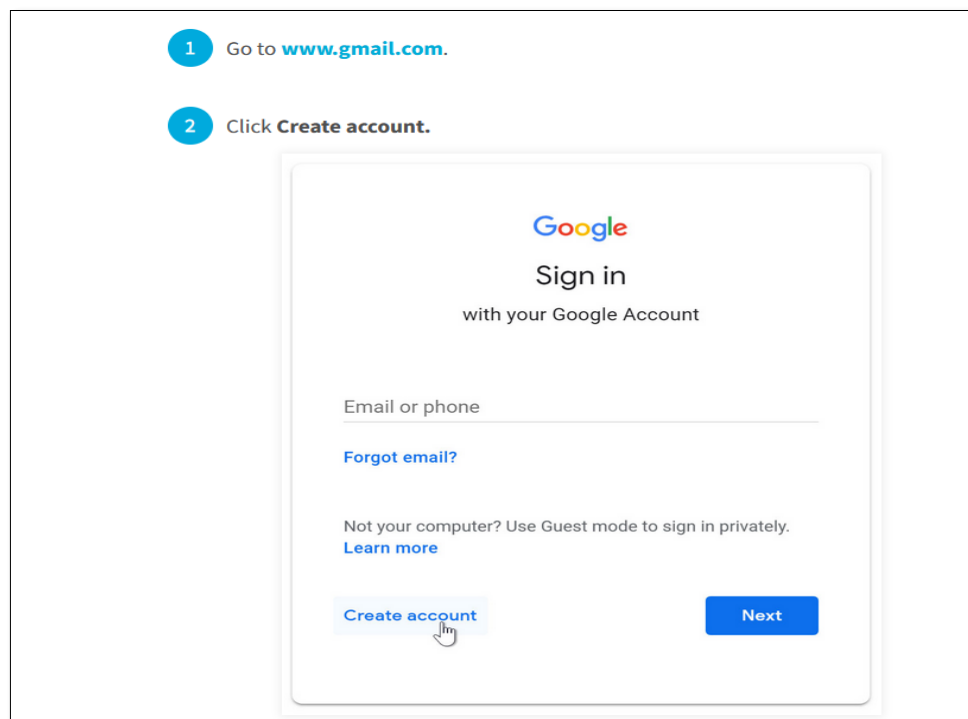 1 Go to www.gmail.com.
2 Click Create account.
Google
Sign in
with your Google Account
Email or phone
Forgot email?
Not your computer? Use Guest mode to sign in privately.
Learn more
Create account
Next